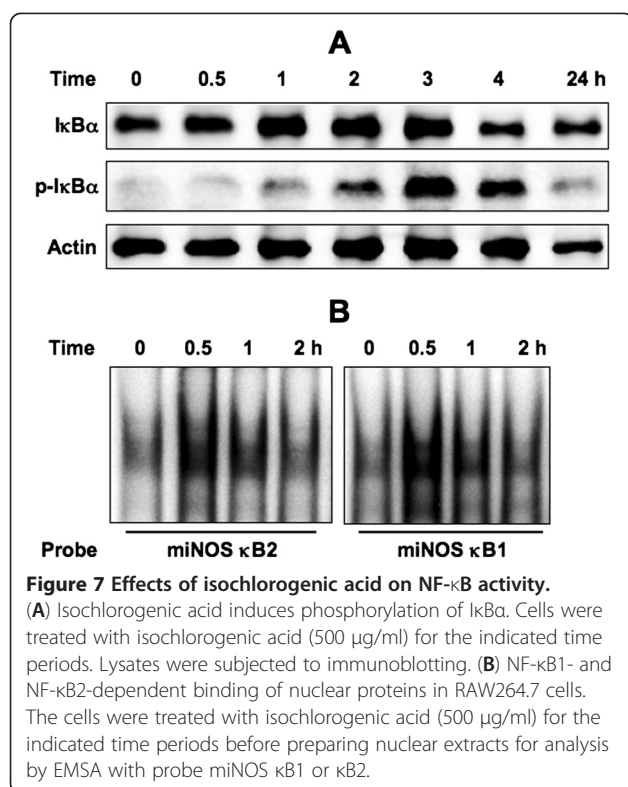 A
Time 0 0.5 1 2 3 4 24 h
IκBα
p-IκBα
Actin
B
Time 0 0.5 1 2 h 0 0.5 1 2 h
Probe miNOS κB2 miNOS κB1
Figure 7 Effects of isochlorogenic acid on NF-κB activity.
(A) Isochlorogenic acid induces phosphorylation of IκBα. Cells were
treated with isochlorogenic acid (500 μg/ml) for the indicated time
periods. Lysates were subjected to immunoblotting. (B) NF-κB1- and
NF-κB2-dependent binding of nuclear proteins in RAW264.7 cells.
The cells were treated with isochlorogenic acid (500 μg/ml) for the
indicated time periods before preparing nuclear extracts for analysis
by EMSA with probe miNOS κB1 or κB2.